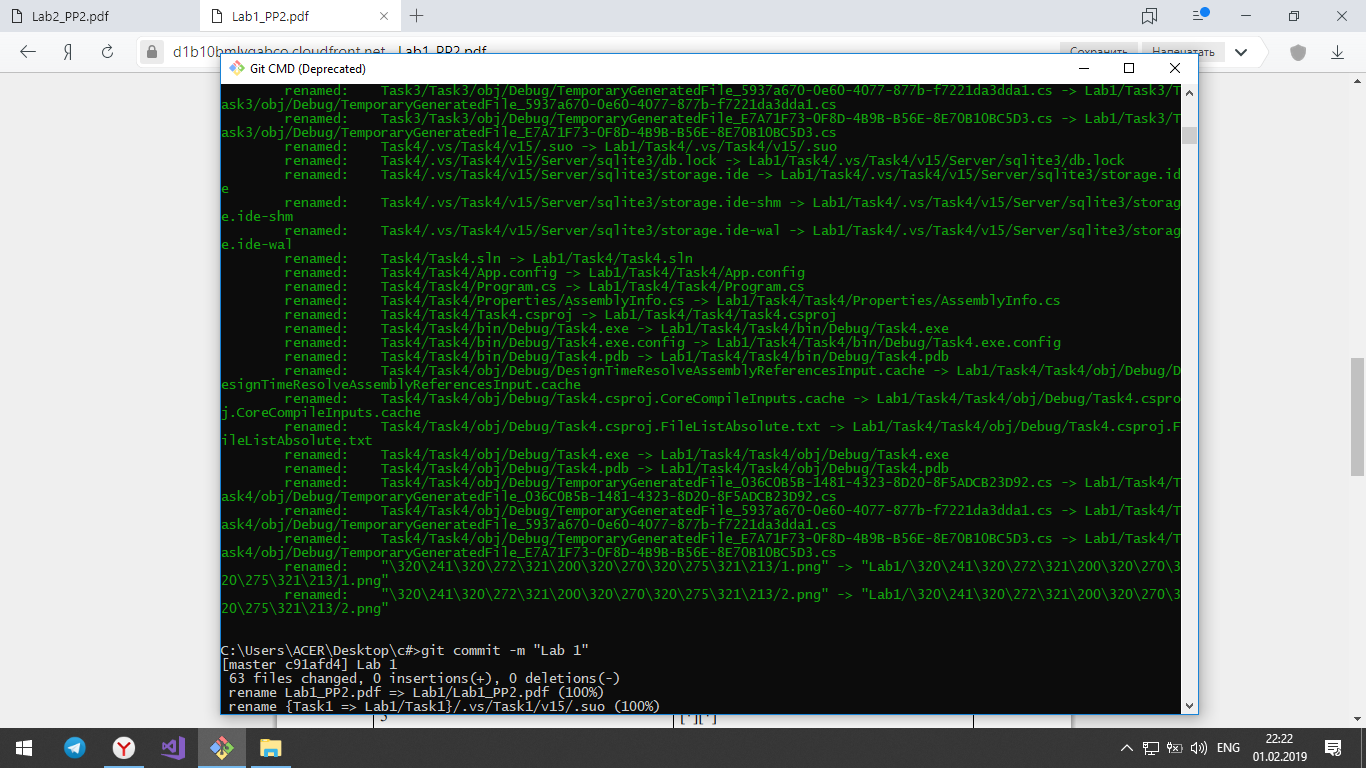 Lab2_PP2.pdf
Lab1_PP2.pdf
Lab1_PP2.pdf
Git CMD (Deprecated)
renamed:    Task3/Task3/obj/Debug/TemporaryGeneratedFile_5937a670-0e60-4077-877b-f7221da3dda1.cs -> Lab1/Task3/T
ask3/obj/Debug/TemporaryGeneratedFile_5937a670-0e60-4077-877b-f7221da3dda1.cs
renamed:    Task3/Task3/obj/Debug/TemporaryGeneratedFile_E7A71F73-0F8D-4B9B-B56E-8E70B10BC5D3.cs -> Lab1/Task3/T
ask3/obj/Debug/TemporaryGeneratedFile_E7A71F73-0F8D-4B9B-B56E-8E70B10BC5D3.cs
renamed:    Task4/.vs/Task4/v15/.suo -> Lab1/Task4/.vs/Task4/v15/.suo
renamed:    Task4/.vs/Task4/v15/Server/sqlite3/db.lock -> Lab1/Task4/.vs/Task4/v15/Server/sqlite3/db.lock
renamed:    Task4/.vs/Task4/v15/Server/sqlite3/storage.ide -> Lab1/Task4/.vs/Task4/v15/Server/sqlite3/storage.id
e
renamed:    Task4/.vs/Task4/v15/Server/sqlite3/storage.ide-shm -> Lab1/Task4/.vs/Task4/v15/Server/sqlite3/storag
e.ide-shm
renamed:    Task4/.vs/Task4/v15/Server/sqlite3/storage.ide-wal -> Lab1/Task4/.vs/Task4/v15/Server/sqlite3/storag
e.ide-wal
renamed:    Task4/Task4.sln -> Lab1/Task4/Task4.sln
renamed:    Task4/Task4/App.config -> Lab1/Task4/Task4/App.config
renamed:    Task4/Task4/Program.cs -> Lab1/Task4/Task4/Program.cs
renamed:    Task4/Task4/Properties/AssemblyInfo.cs -> Lab1/Task4/Task4/Properties/AssemblyInfo.cs
renamed:    Task4/Task4/Task4.csproj -> Lab1/Task4/Task4/Task4.csproj
renamed:    Task4/Task4/bin/Debug/Task4.exe -> Lab1/Task4/Task4/bin/Debug/Task4.exe
renamed:    Task4/Task4/bin/Debug/Task4.exe.config -> Lab1/Task4/Task4/bin/Debug/Task4.exe.config
renamed:    Task4/Task4/bin/Debug/Task4.pdb -> Lab1/Task4/Task4/bin/Debug/Task4.pdb
renamed:    Task4/Task4/obj/Debug/DesignTimeResolveAssemblyReferencesInput.cache -> Lab1/Task4/Task4/obj/Debug/D
esignTimeResolveAssemblyReferencesInput.cache
renamed:    Task4/Task4/obj/Debug/Task4.csproj.CoreCompileInputs.cache -> Lab1/Task4/Task4/obj/Debug/Task4.cspro
j.CoreCompileInputs.cache
renamed:    Task4/Task4/obj/Debug/Task4.csproj.FileListAbsolute.txt -> Lab1/Task4/Task4/obj/Debug/Task4.csproj.F
ileListAbsolute.txt
renamed:    Task4/Task4/obj/Debug/Task4.exe -> Lab1/Task4/Task4/obj/Debug/Task4.exe
renamed:    Task4/Task4/obj/Debug/Task4.pdb -> Lab1/Task4/Task4/obj/Debug/Task4.pdb
renamed:    Task4/Task4/obj/Debug/TemporaryGeneratedFile_036C0B5B-1481-4323-8D20-8F5ADCB23D92.cs -> Lab1/Task4/T
ask4/obj/Debug/TemporaryGeneratedFile_036C0B5B-1481-4323-8D20-8F5ADCB23D92.cs
renamed:    Task4/Task4/obj/Debug/TemporaryGeneratedFile_5937a670-0e60-4077-877b-f7221da3dda1.cs -> Lab1/Task4/T
ask4/obj/Debug/TemporaryGeneratedFile_5937a670-0e60-4077-877b-f7221da3dda1.cs
renamed:    Task4/Task4/obj/Debug/TemporaryGeneratedFile_E7A71F73-0F8D-4B9B-B56E-8E70B10BC5D3.cs -> Lab1/Task4/T
ask4/obj/Debug/TemporaryGeneratedFile_E7A71F73-0F8D-4B9B-B56E-8E70B10BC5D3.cs
renamed:    "\320\241\320\272\321\200\320\270\320\275\321\213/1.png" -> "Lab1/\320\241\320\272\321\200\320\270\3
20\275\321\213/1.png"
renamed:    "\320\241\320\272\321\200\320\270\320\275\321\213/2.png" -> "Lab1/\320\241\320\272\321\200\320\270\3
20\275\321\213/2.png"
C:\Users\ACER\Desktop\c#>git commit -m "Lab 1"
[master c91afd4] Lab 1
63 files changed, 0 insertions(+), 0 deletions(-)
rename Lab1_PP2.pdf => Lab1/Lab1_PP2.pdf (100%)
rename {Task1 => Lab1/Task1}/.vs/Task1/v15/.suo (100%)
ENG
22:22
01.02.2019